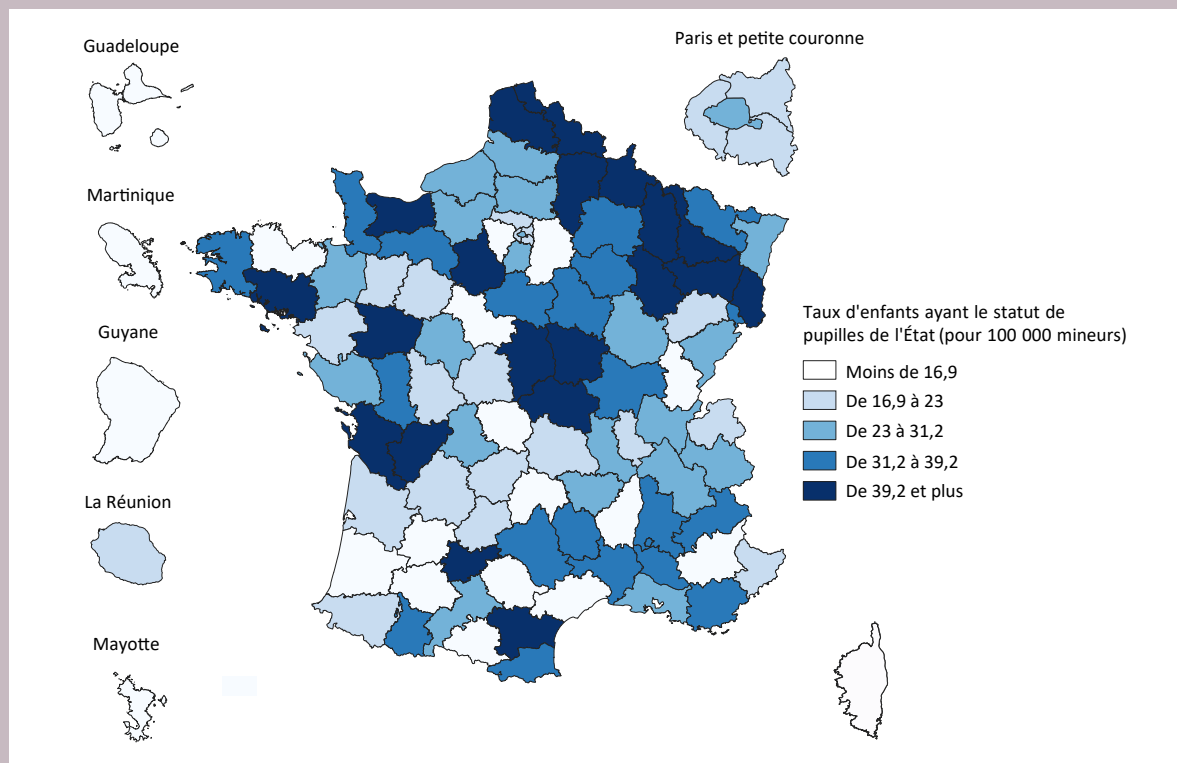 Guadeloupe
Paris et petite couronne
Martinique
Guyane
La Réunion
Mayotte
Taux d'enfants ayant le statut de
pupilles de l'État (pour 100 000 mineurs)
Moins de 16,9
De 16,9 à 23
De 23 à 31,2
De 31,2 à 39,2
De 39,2 et plus